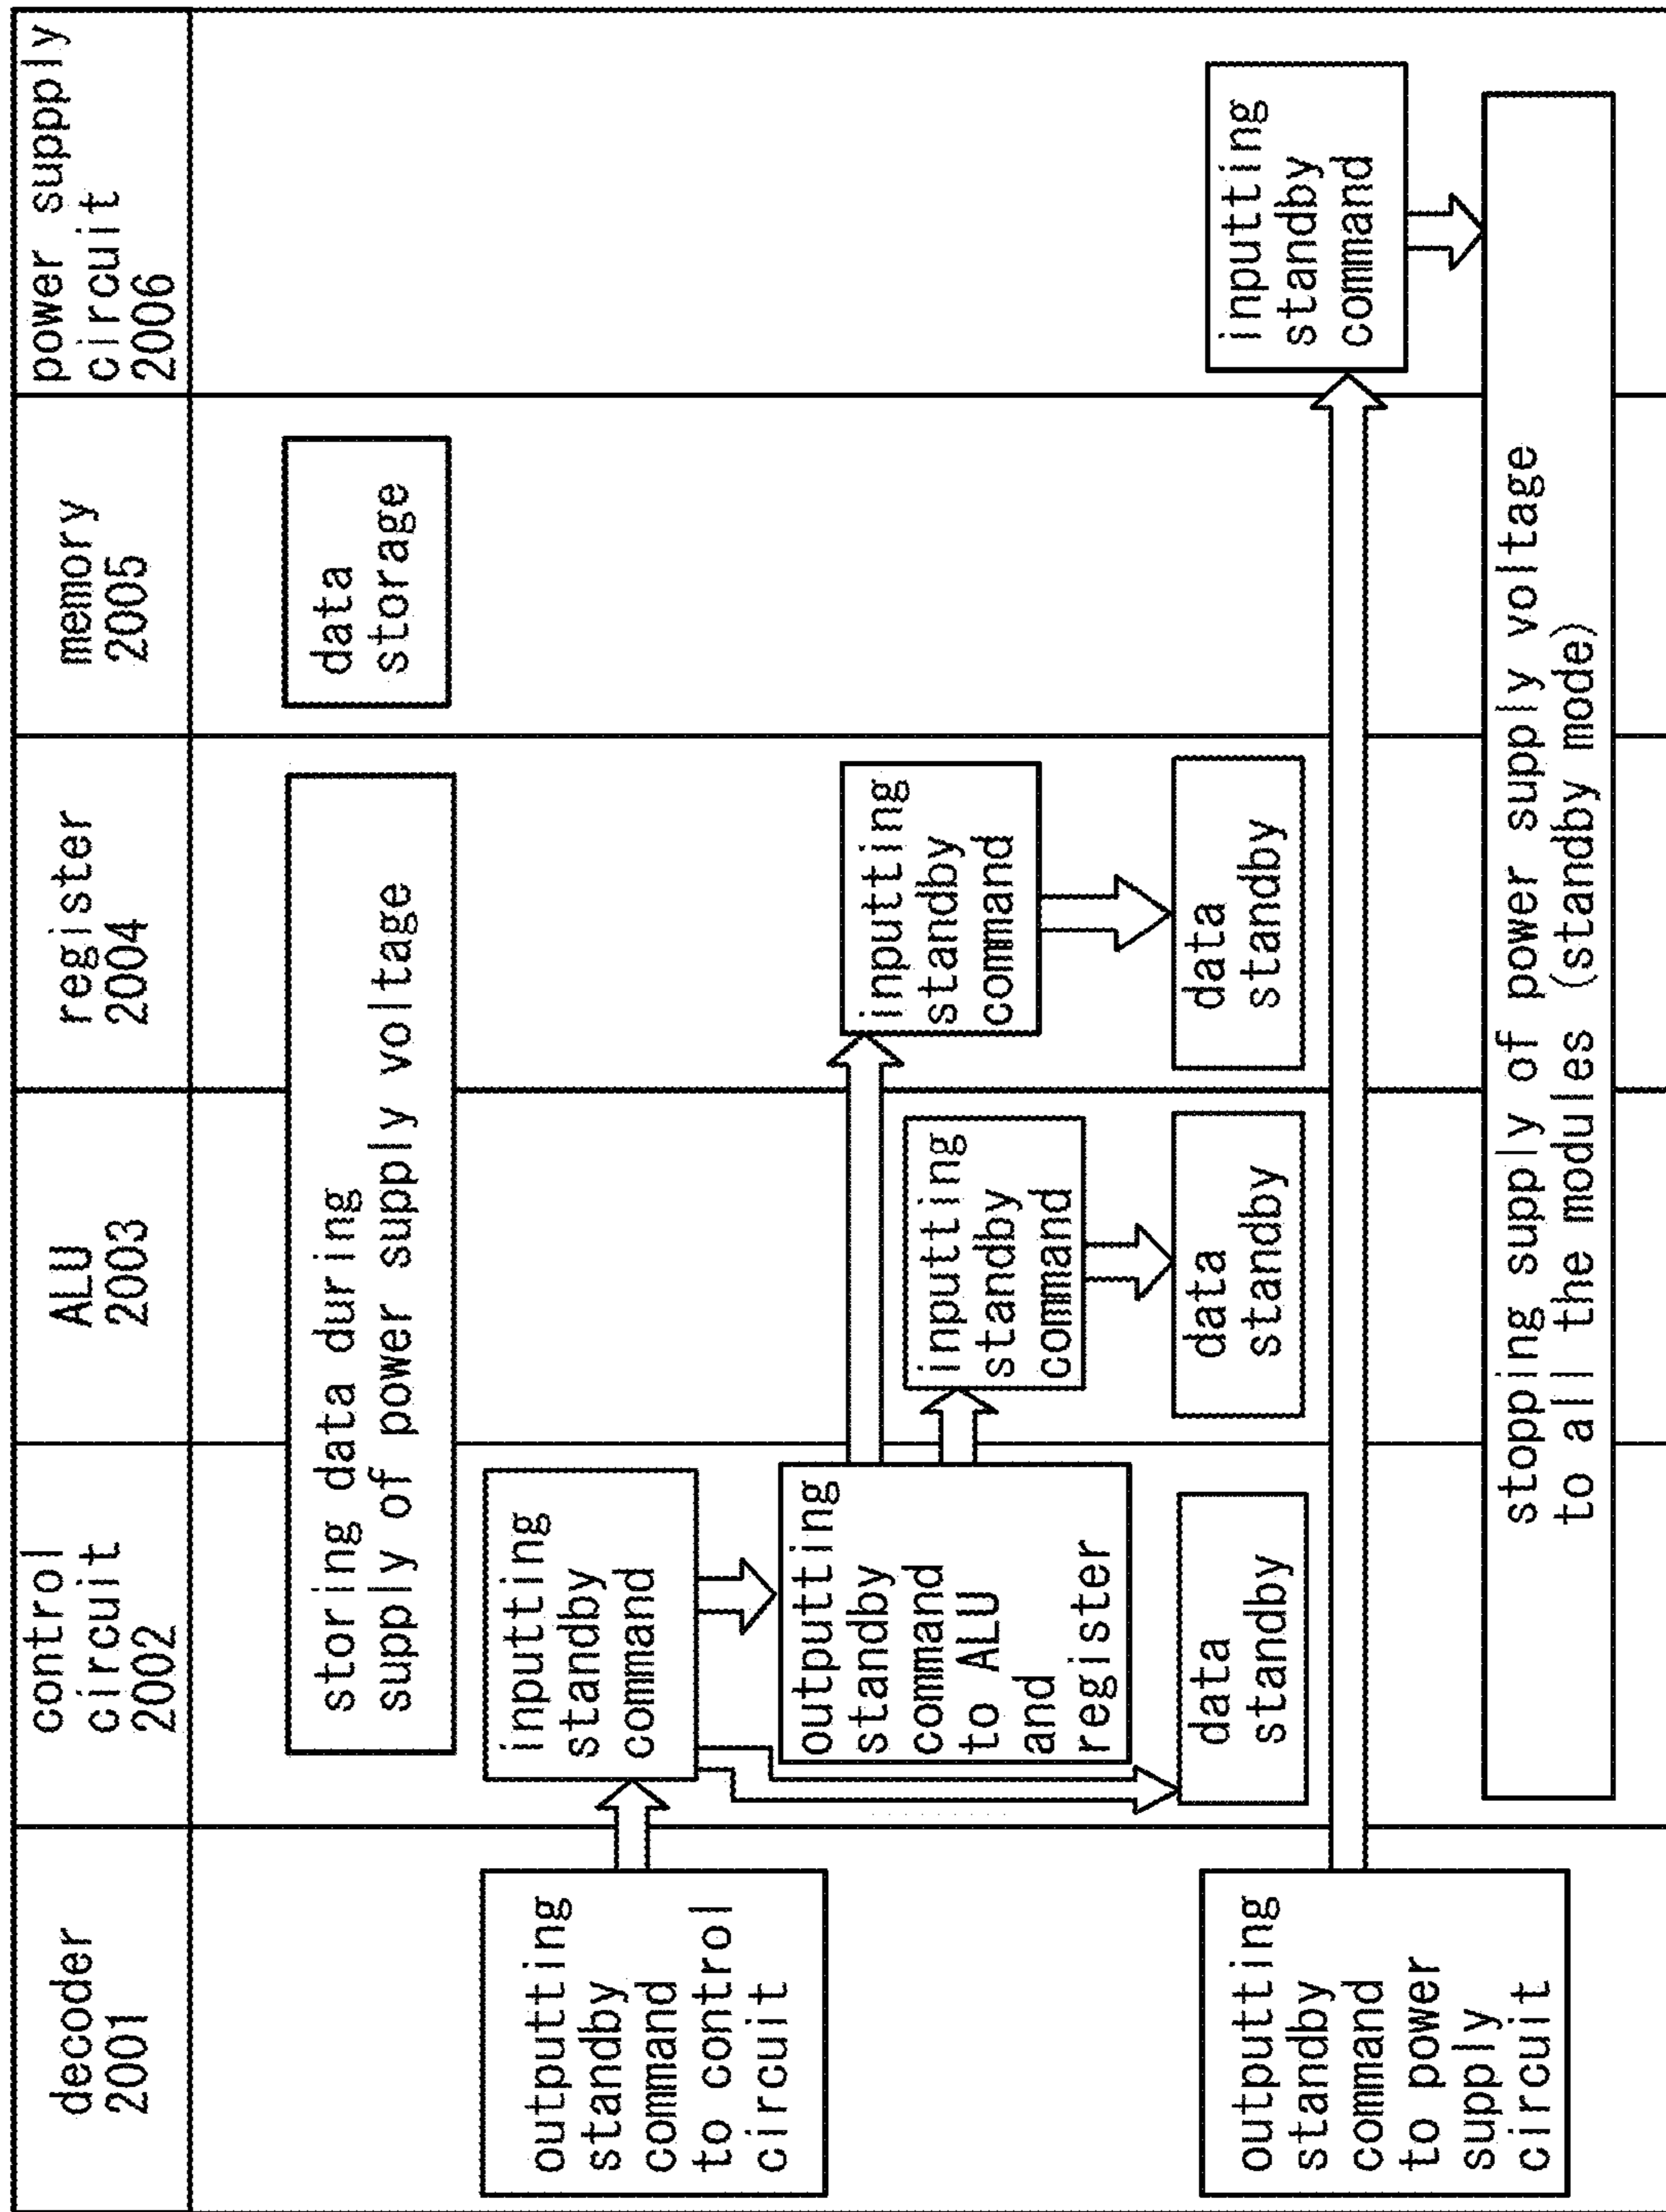 decoder
2001
control
circuit
2002
ALU
2003
register
2004
memory
2005
power supply
circuit
2006
storing data during
supply of power supply voltage
data
storage
outputting
standby
command
to control
circuit
inputting
standby
command
outputting
standby
command
to ALU
and
register
inputting
standby
command
inputting
standby
command
data
standby
data
standby
data
standby
outputting
standby
command
to power
supply
circuit
inputting
standby
command
stopping supply of power supply voltage
to all the modules (standby mode)